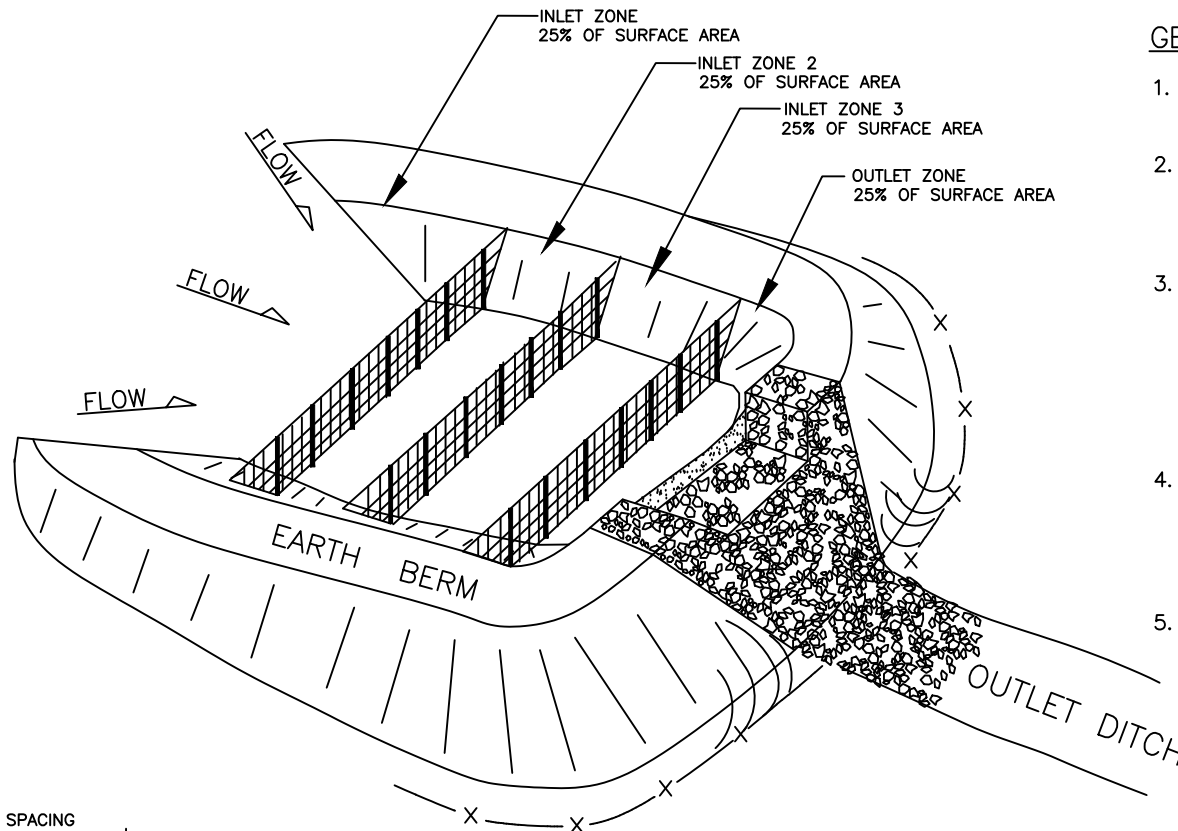 INLET ZONE
25% OF SURFACE AREA
INLET ZONE 2
25% OF SURFACE AREA
INLET ZONE 3
25% OF SURFACE AREA
OUTLET ZONE
25% OF SURFACE AREA
GE
1.
2.
3.
4.
5.
FLOW
FLOW
FLOW
EARTH BERM
OUTLET DITCH
X
X
X
X
X
X
X
X
SPACING